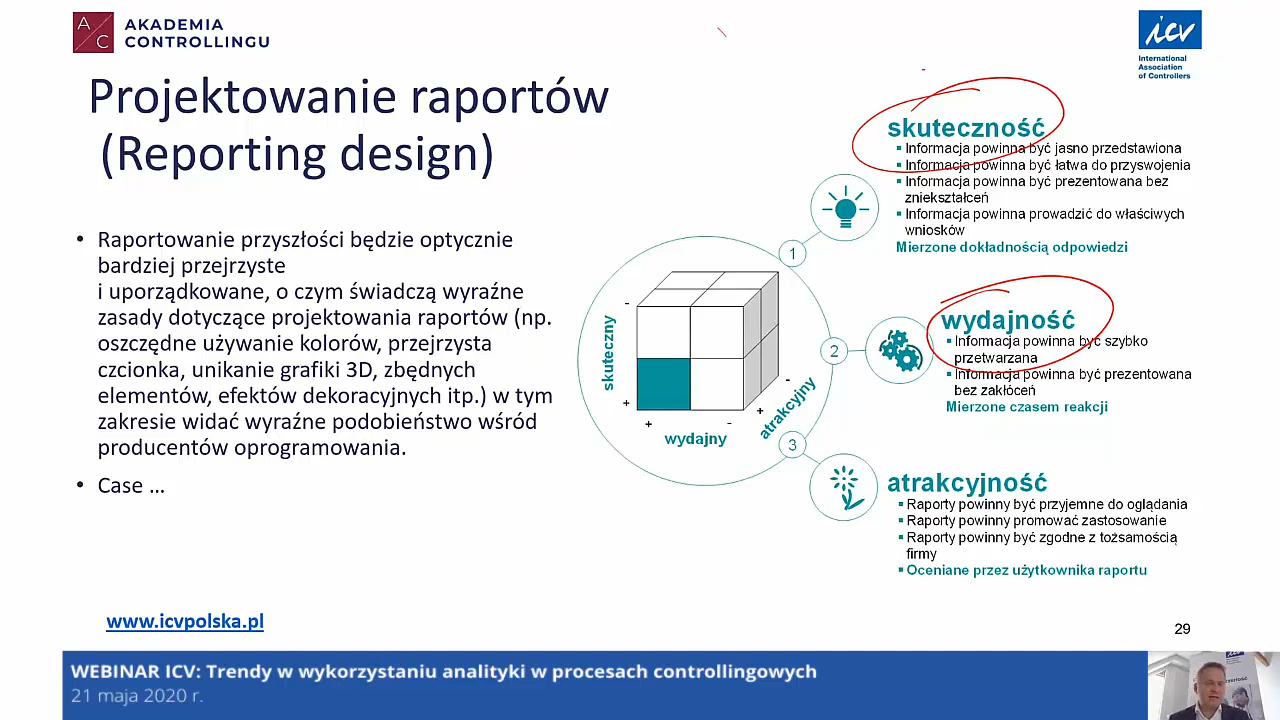 A
C
AKADEMIA
CONTROLLINGU
icv
International
Association
of Controllers
Projektowanie raportów
(Reporting design)
• Raportowanie przyszłości będzie optycznie
bardziej przejrzyste
i uporządkowane, o czym świadczą wyraźne
zasady dotyczące projektowania raportów (np.
oszczędne używanie kolorów, przejrzysta
czcionka, unikanie grafiki 3D, zbędnych
elementów, efektów dekoracyjnych itp.) w tym
zakresie widać wyraźne podobieństwo wśród
producentów oprogramowania.
• Case …
skuteczny
-
+
+
wydajny
-
+
atrakcyjny
-
1
skuteczność
▪ Informacja powinna być jasno przedstawiona
▪ Informacja powinna być łatwa do przyswojenia
▪ Informacja powinna być prezentowana bez
zniekształceń
▪ Informacja powinna prowadzić do właściwych
wniosków
Mierzone dokładnością odpowiedzi
2
wydajność
▪ Informacja powinna być szybko
przetwarzana
▪ Informacja powinna być prezentowana
bez zakłóceń
Mierzone czasem reakcji
3
atrakcyjność
▪ Raporty powinny być przyjemne do oglądania
▪ Raporty powinny promować zastosowanie
▪ Raporty powinny być zgodne z tożsamością
firmy
▪ Oceniane przez użytkownika raportu
www.icvpolska.pl
29
WEBINAR ICV: Trendy w wykorzystaniu analityki w procesach controllingowych
21 maja 2020 r.